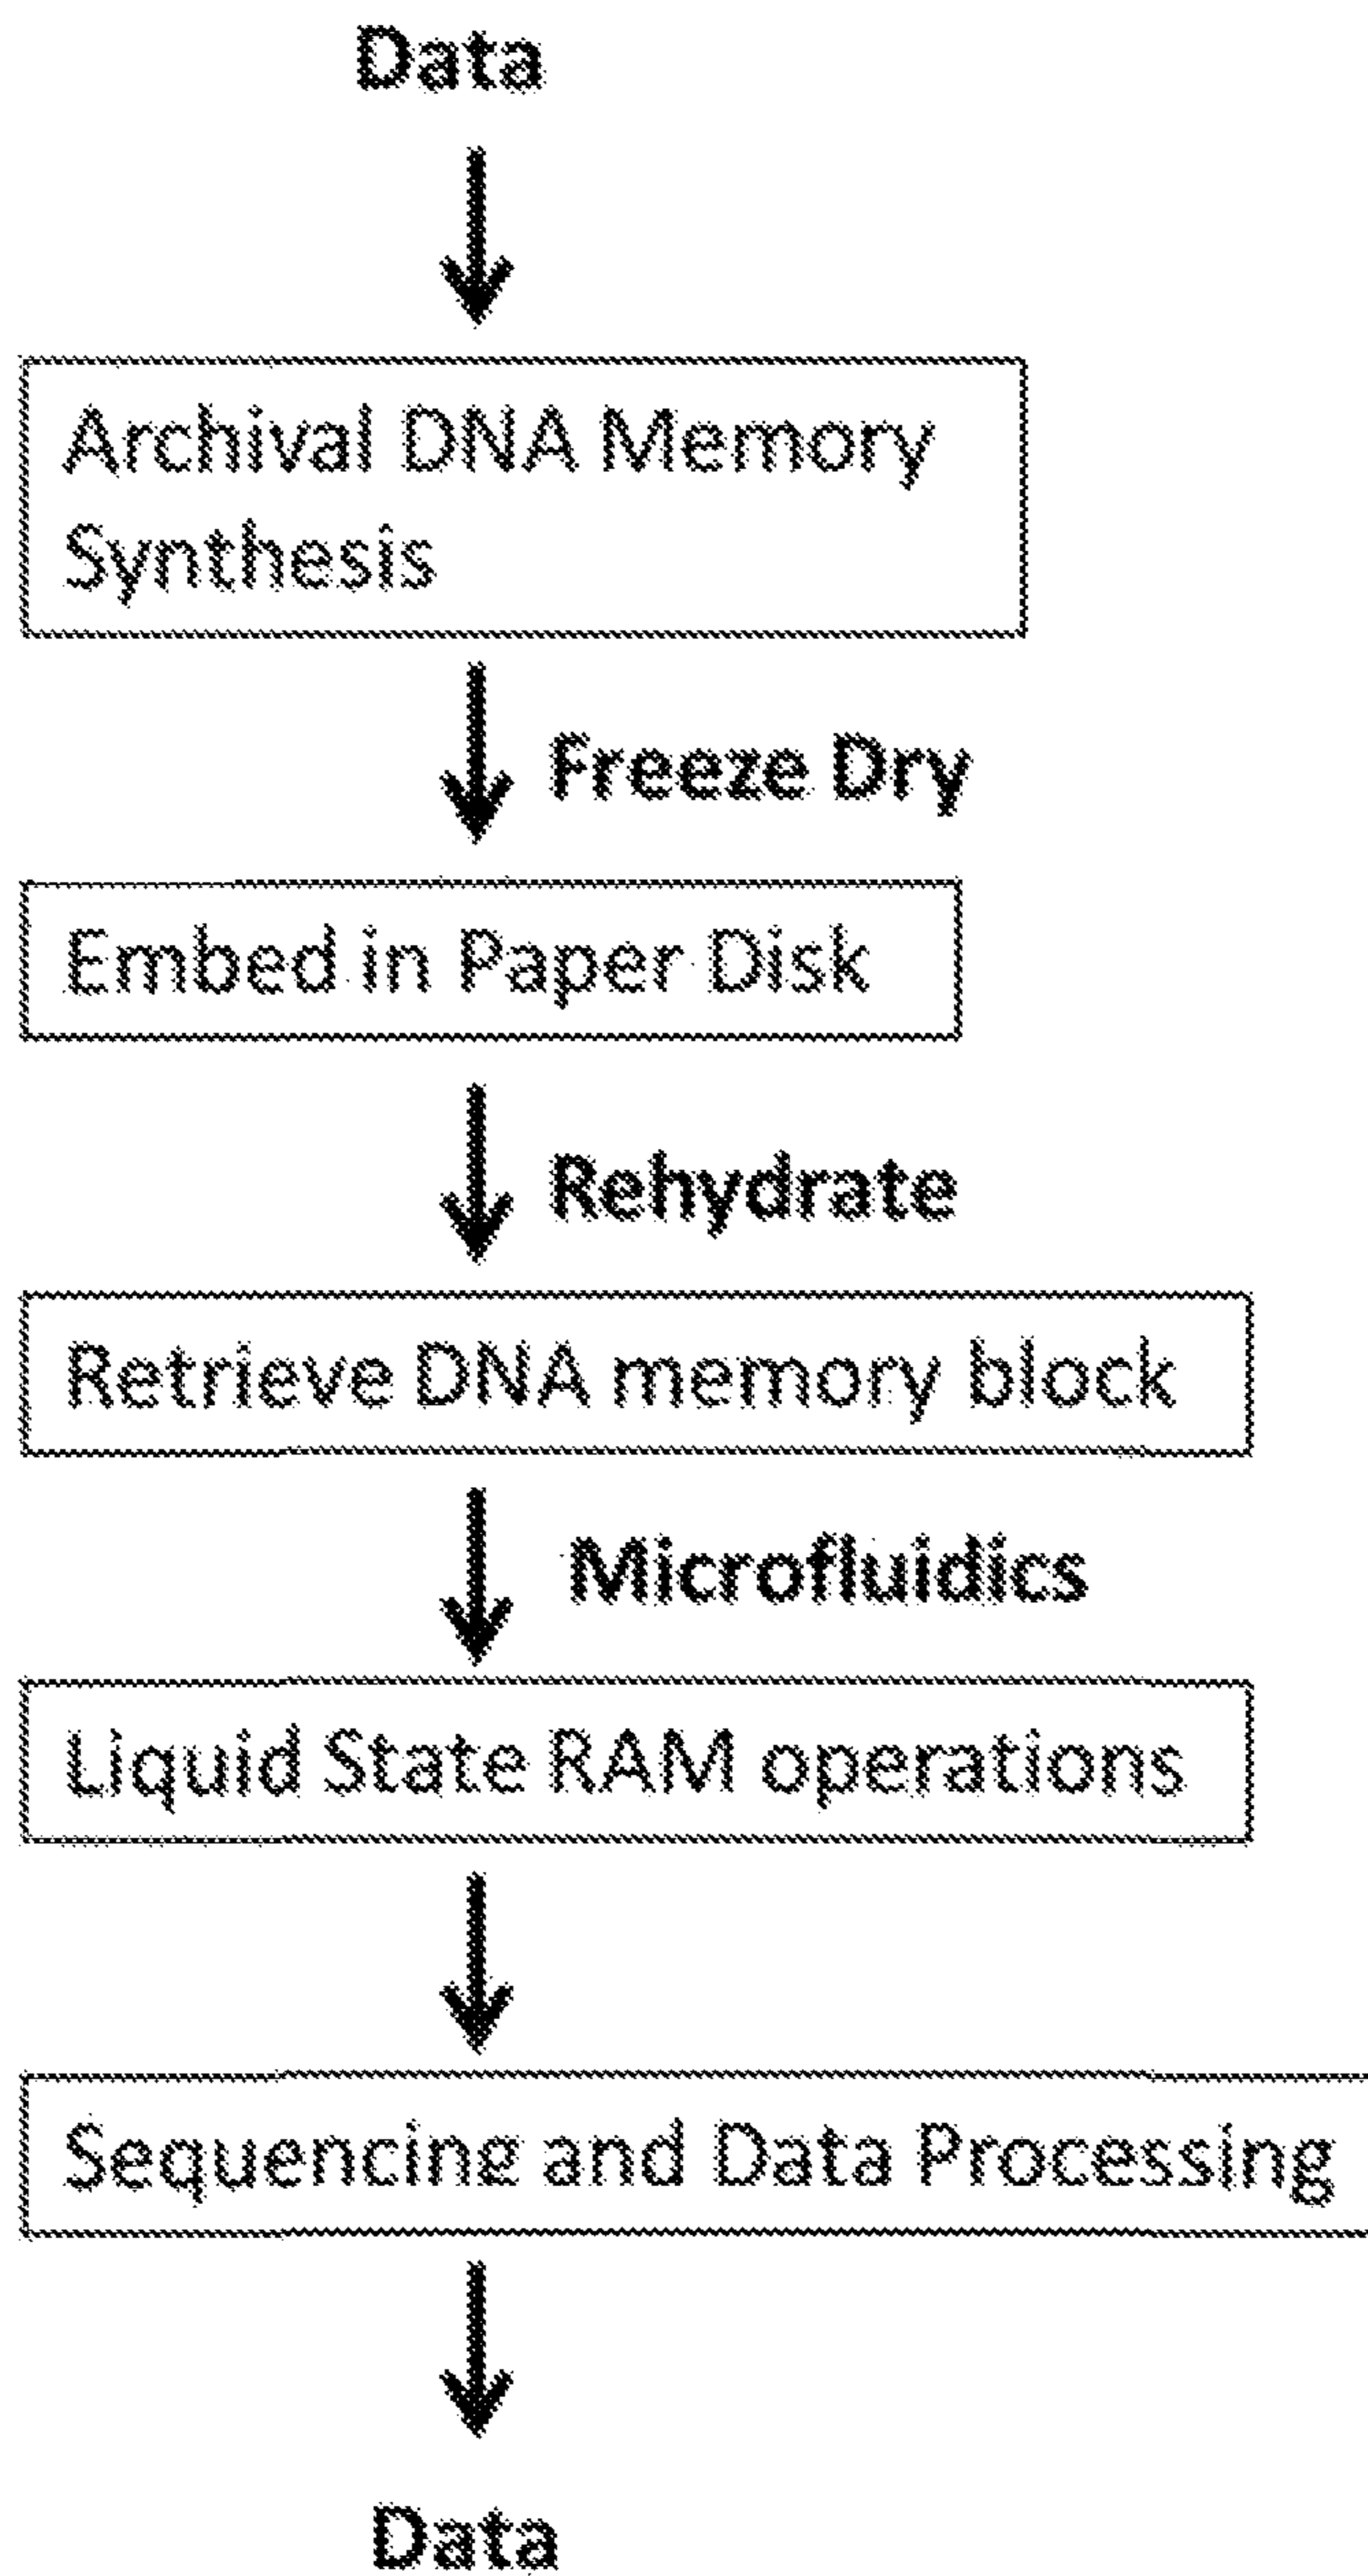 Data
Archival DNA Memory
Synthesis
Freeze Dry
Embed in Paper Disk
Rehydrate
Retrieve DNA memory block
Microfluidics
Liquid State RAM operations
Sequencing and Data Processing
Data